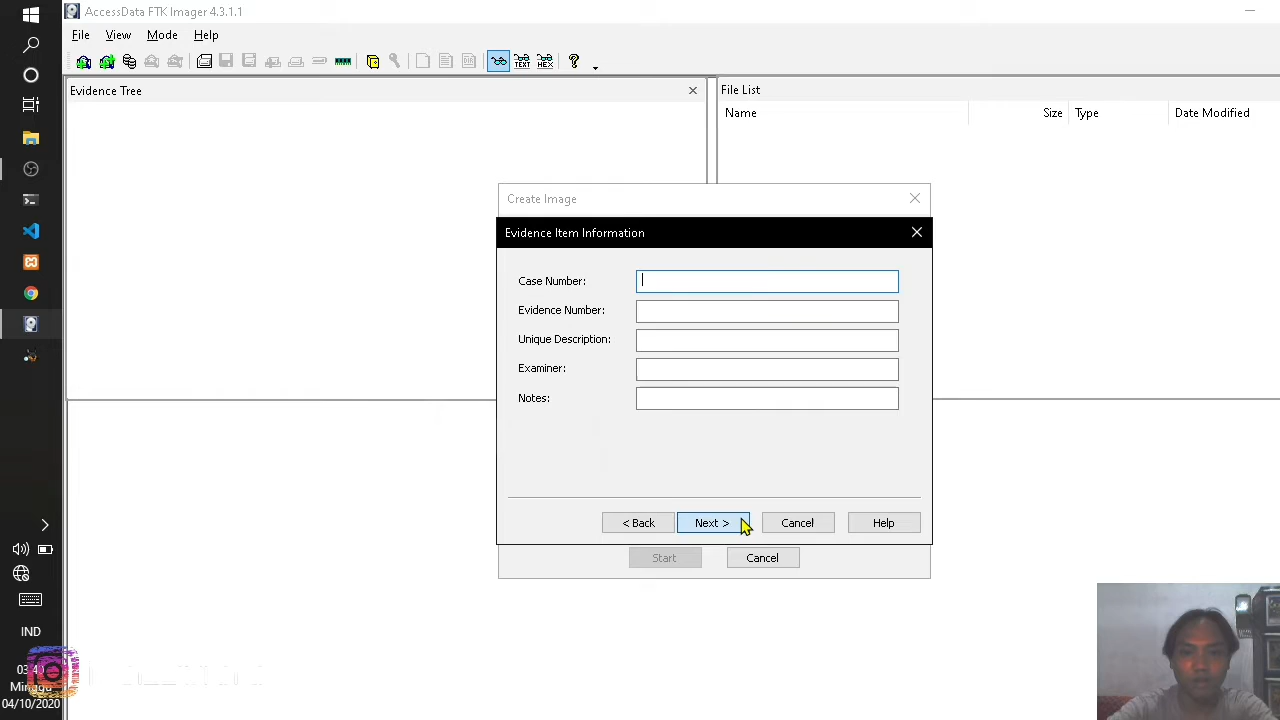 AccessData FTK Imager 4.3.1.1
File View Mode Help
Evidence Tree
File List
Name Size Type Date Modified
Create Image
Evidence Item Information
Case Number:
Evidence Number:
Unique Description:
Examiner:
Notes:
< Back Next > Cancel Help
Start Cancel
IND
Minggu
04/10/2020